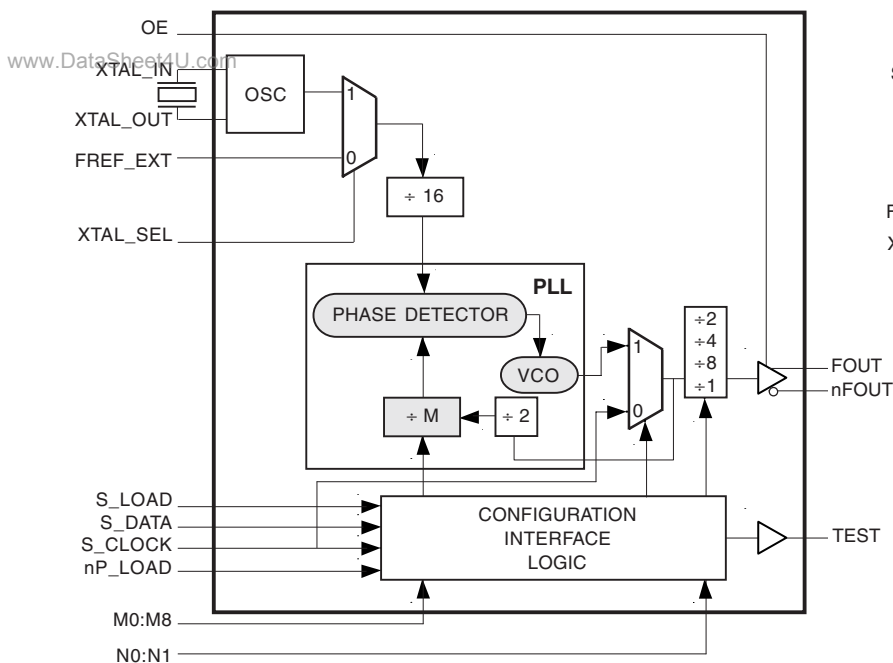 OE
www.DataSheet4U.com
XTAL_IN
OSC
XTAL_OUT
1
FREF_EXT
0
÷ 16
XTAL_SEL
PLL
PHASE DETECTOR
VCO
÷ M
÷ 2
1
0
÷2
÷4
÷8
÷1
FOUT
nFOUT
S_LOAD
S_DATA
S_CLOCK
nP_LOAD
CONFIGURATION
INTERFACE
LOGIC
TEST
M0:M8
N0:N1